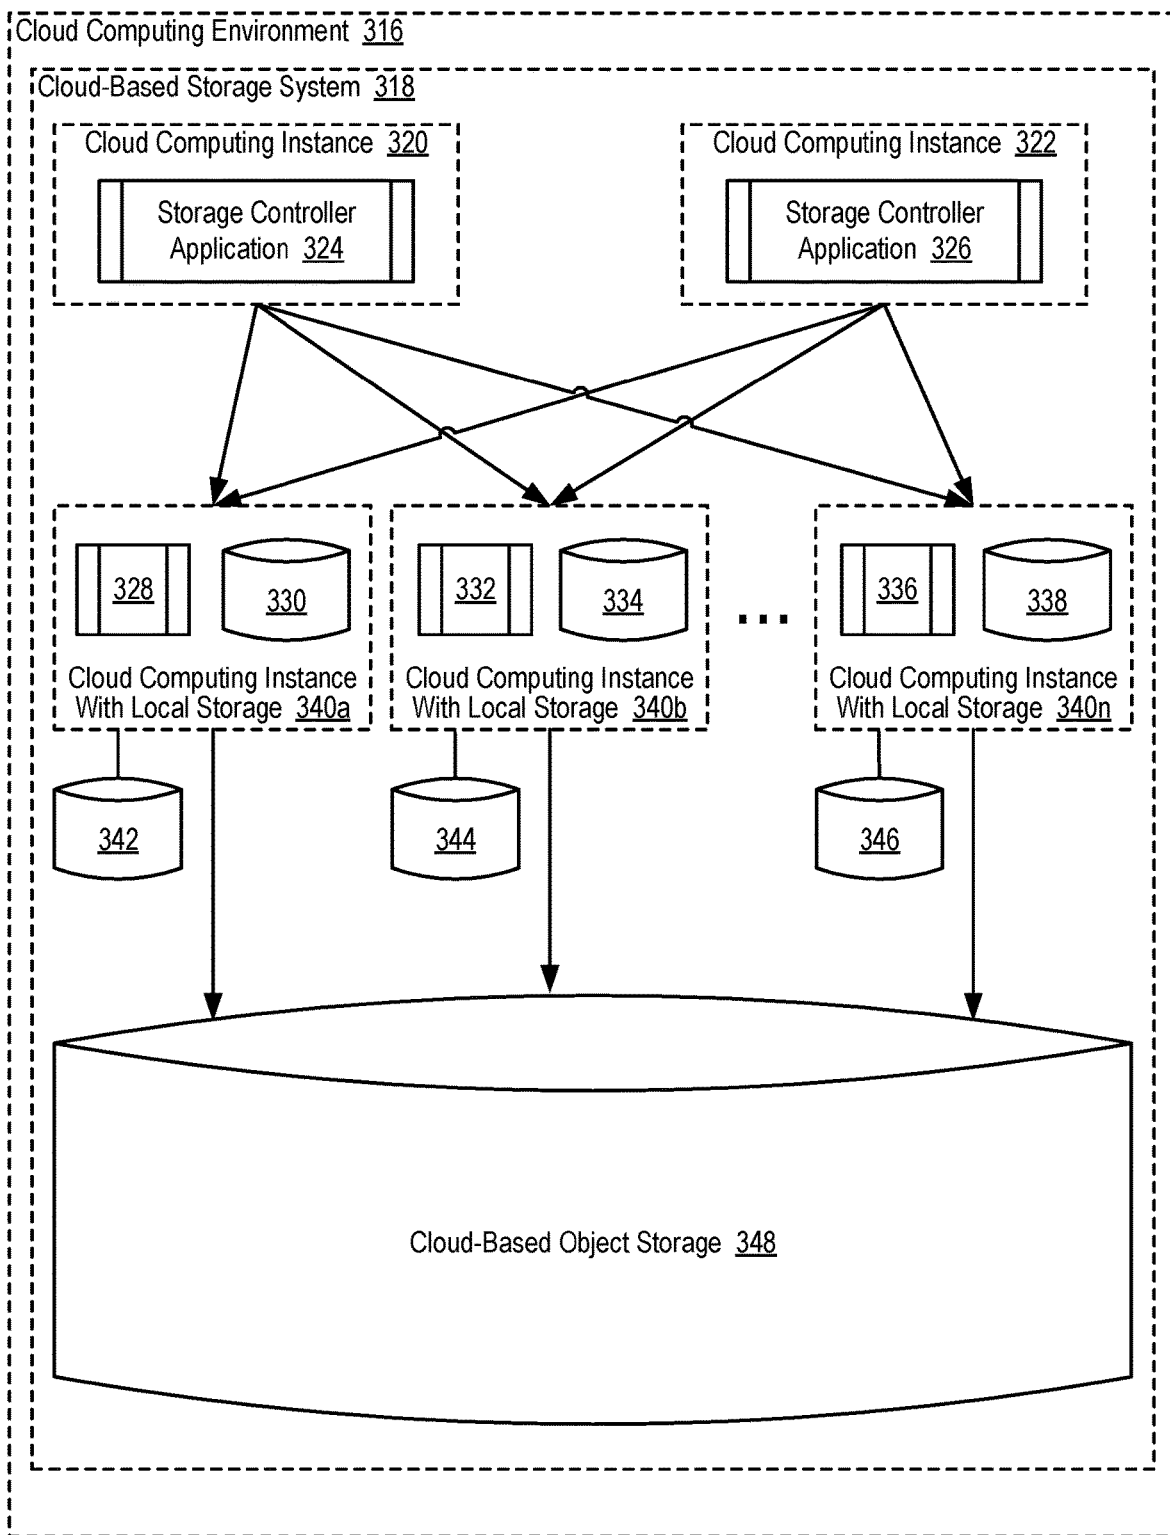 Cloud Computing Environment 316
Cloud-Based Storage System 318
Cloud Computing Instance 320
Storage Controller
Application 324
Cloud Computing Instance 322
Storage Controller
Application 326
328
330
Cloud Computing Instance
With Local Storage 340a
332
334
Cloud Computing Instance
With Local Storage 340b
...
336
338
Cloud Computing Instance
With Local Storage 340n
342
344
346
Cloud-Based Object Storage 348